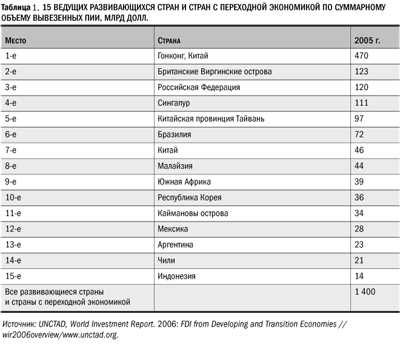 Таблица 1. 15 ВЕДУЩИХ РАЗВИВАЮЩИХСЯ СТРАН И СТРАН С ПЕРЕХОДНОЙ ЭКОНОМИКОЙ ПО СУММАРНОМУ
ОБЪЕМУ ВЫВЕЗЕННЫХ ПИИ, МЛРД ДОЛЛ.
МЕСТО СТРАНА 2005 г.
1-е Гонконг, Китай 470
2-е Британские Виргинские острова 123
3-е Российская Федерация 120
4-е Сингапур 111
5-е Китайская провинция Тайвань 97
6-е Бразилия 72
7-е Китай 46
8-е Малайзия 44
9-е Южная Африка 39
10-е Республика Корея 36
11-е Каймановы острова 34
12-е Мексика 28
13-е Аргентина 23
14-е Чили 21
15-е Индонезия 14
Все развивающиеся страны
и страны с переходной экономикой 1 400
Источник: UNCTAD, World Investment Report. 2006: FDI from Developing and Transition Economies //
wir2006overview/www.unctad.org.